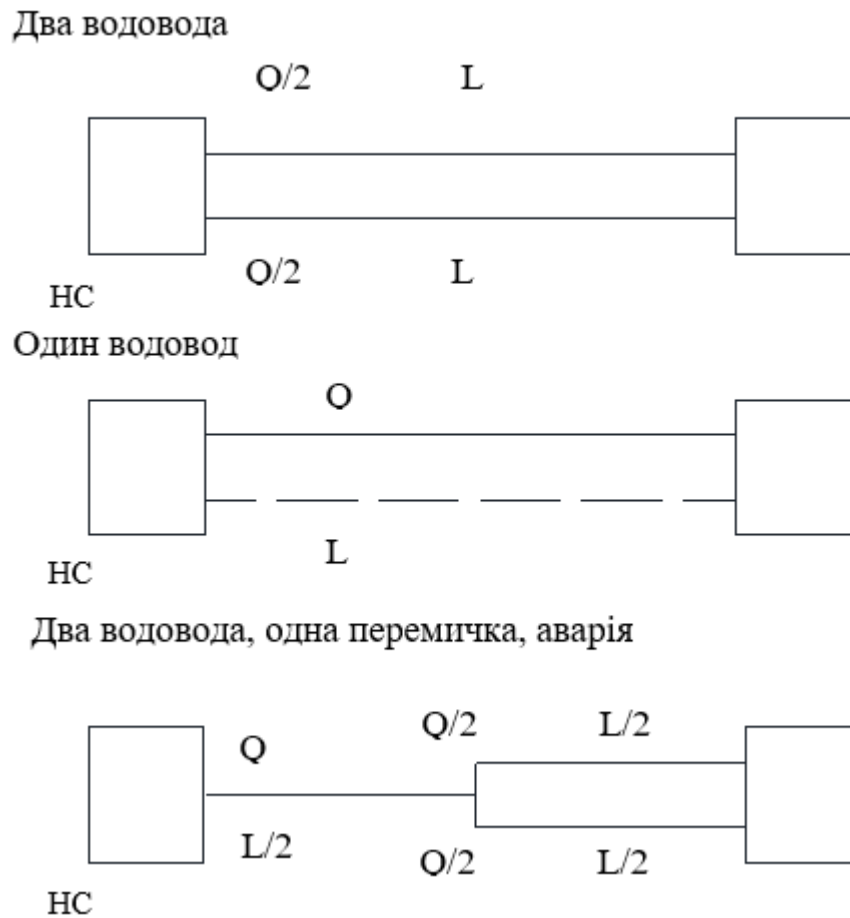 Два водовода
Q/2 L
Q/2 L
НС
Один водовод
Q
L
НС
Два водовода, одна перемичка, аварія
Q Q/2 L/2
L/2 Q/2 L/2
НС